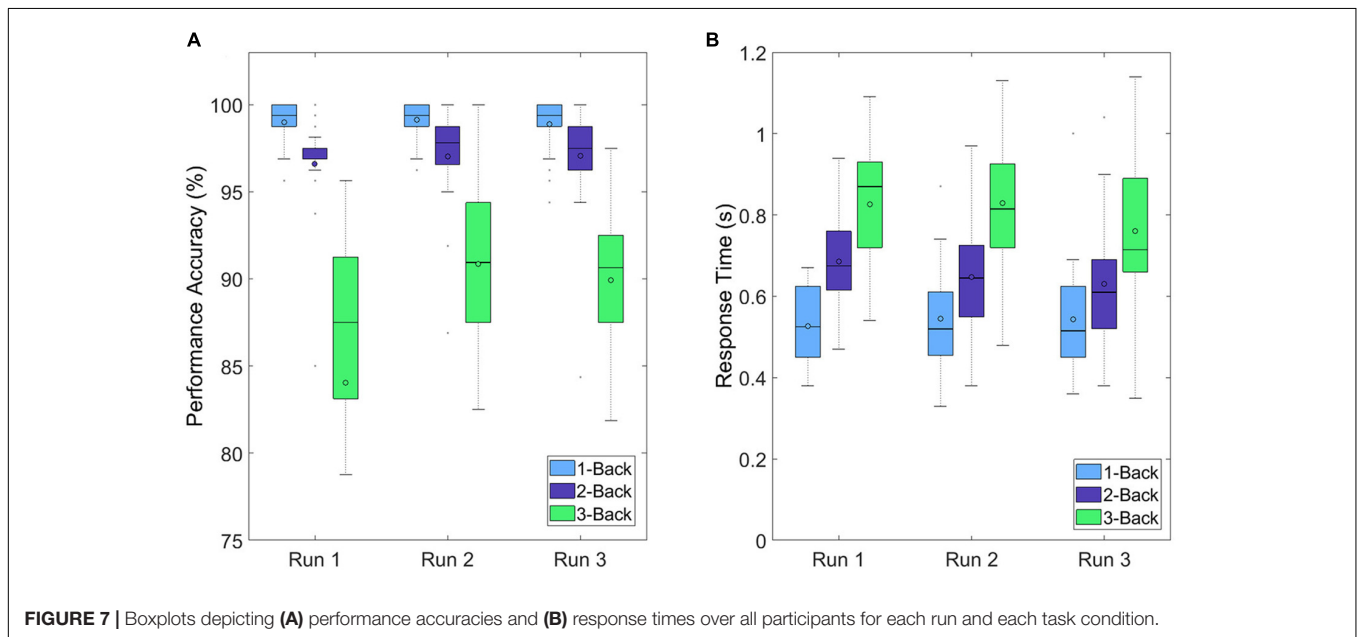 A
B
Performance Accuracy (%)
100
95
90
85
80
75
Run 1 Run 2 Run 3
1-Back
2-Back
3-Back
Response Time (s)
1.2
1
0.8
0.6
0.4
0.2
0
Run 1 Run 2 Run 3
1-Back
2-Back
3-Back
FIGURE 7 | Boxplots depicting (A) performance accuracies and (B) response times over all participants for each run and each task condition.